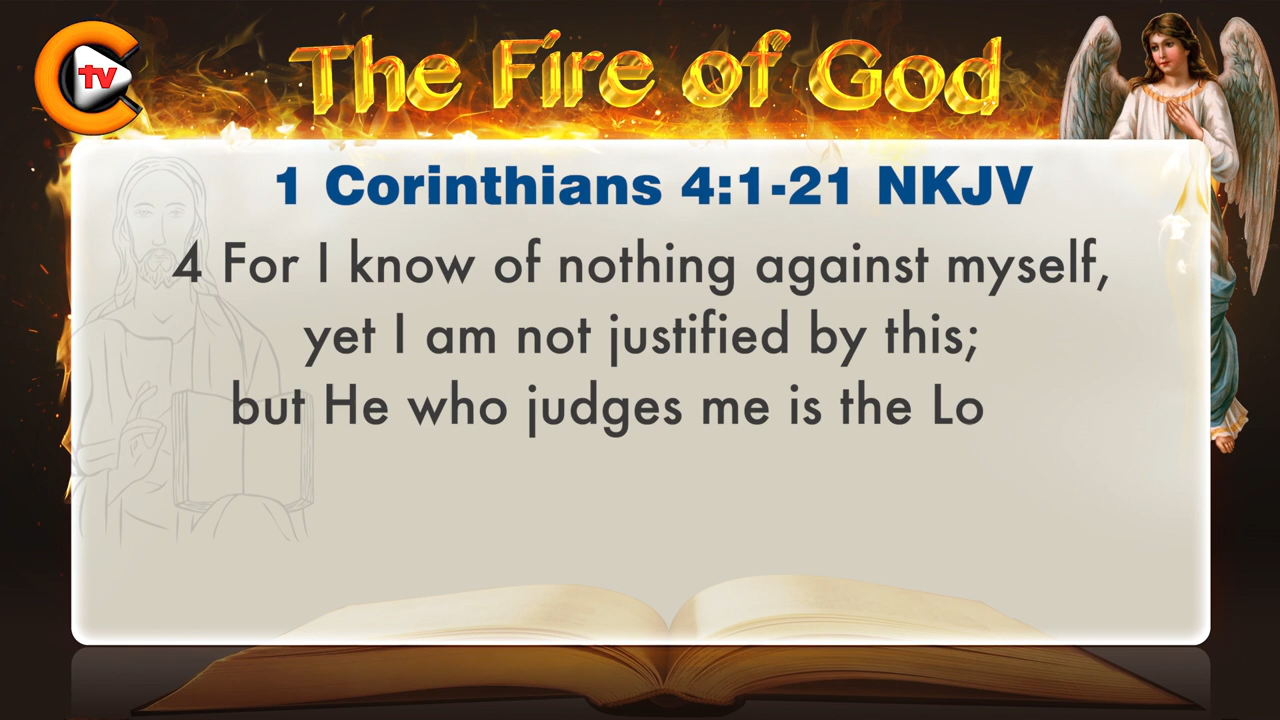 tv
The Fire of God
1 Corinthians 4:1-21 NKJV
4 For I know of nothing against myself,
yet I am not justified by this;
but He who judges me is the Lo